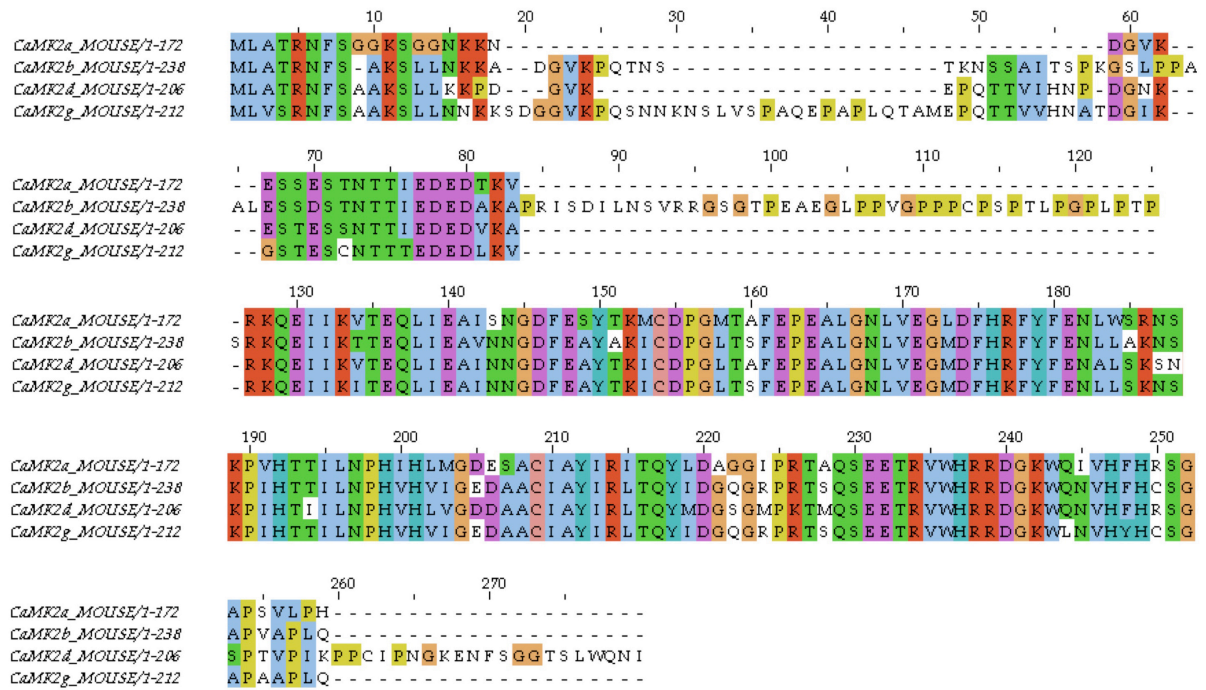 10 20 30 40 50 60
CaMK2a_MOUSE/1-172 MLATRNFSGGKSGGNKKN----------------------------------------DGVK--
CaMK2b_MOUSE/1-238 MLATRNFS-AKSLLNKKA--DGVKPQTNS------------------TKNSSAITSPKGSLPPA
CaMK2d_MOUSE/1-206 MLATRNFSAAKSLLKKPD---GVK-----------------------EPQTTVIHNP-DGNK--
CaMK2g_MOUSE/1-212 MLVSRNFSAAKSLLNNKKSDGGVKPQSNNKNSLVSPAQEPAPLQTAMEPQTTVVHNATDGIK--
70 80 90 100 110 120
CaMK2a_MOUSE/1-172 --ESSESTNTTIEDEDTKV------------------------------------------
CaMK2b_MOUSE/1-238 ALESSDSTNTTIEDEDAKAPRISDILNSVRRGSGTPEAEGLPPVGPPPCPSPTLPGPLPTP
CaMK2d_MOUSE/1-206 --ESTESSNTTIEDEDVKA------------------------------------------
CaMK2g_MOUSE/1-212 --GSTESCNTTTEDEDLKV------------------------------------------
130 140 150 160 170 180
CaMK2a_MOUSE/1-172 -RKQEIIKVTEQLIEAISNGDFESYTKMCDPGMTAFEPEALGNLVEGLDFHRFYFENLWSRNS
CaMK2b_MOUSE/1-238 SRKQEIIKTTEQLIEAVNNGDFEAYAKICDPGLTSFEPEALGNLVEGMDFHRFYFENLLAKNS
CaMK2d_MOUSE/1-206 -RKQEIIKVTEQLIEAINNGDFEAYTKICDPGLTAFEPEALGNLVEGMDFHRFYFENLLSKSN
CaMK2g_MOUSE/1-212 -RKQEIIKITEQLIEAINNGDFEAYTKICDPGLTSFEPEALGNLVEGMDFHKFYFENALSKNS
190 200 210 220 230 240 250
CaMK2a_MOUSE/1-172 KPVHTTILNPHIHLMGDESACIAYIRITQYLDAGGIPRTAQSEETRVWHRRDGKWQIVHFHRSG
CaMK2b_MOUSE/1-238 KPIHTTILNPHVHVIGEDAACIAYIRLTQYIDGQGRPRTSQSEETRVWHRRDGKWQNVHFHCSG
CaMK2d_MOUSE/1-206 KPIHTIILNPHVHLVGDDAACIAYIRLTQYMDGSGMPKTMQSEETRVWHRRDGKWQNVHFHRSG
CaMK2g_MOUSE/1-212 KPIHTTILNPHVHVIGEDAACIAYIRLTQYIDGQGRPRTSQSEETRVWHRRDGKWLNVHYHCSG
260 270
CaMK2a_MOUSE/1-172 APSVLPH---------------------
CaMK2b_MOUSE/1-238 APVAPLQ---------------------
CaMK2d_MOUSE/1-206 SPTVPIKPPCIPNGKENFSGGTSLWQNI
CaMK2g_MOUSE/1-212 APAAPLQ---------------------